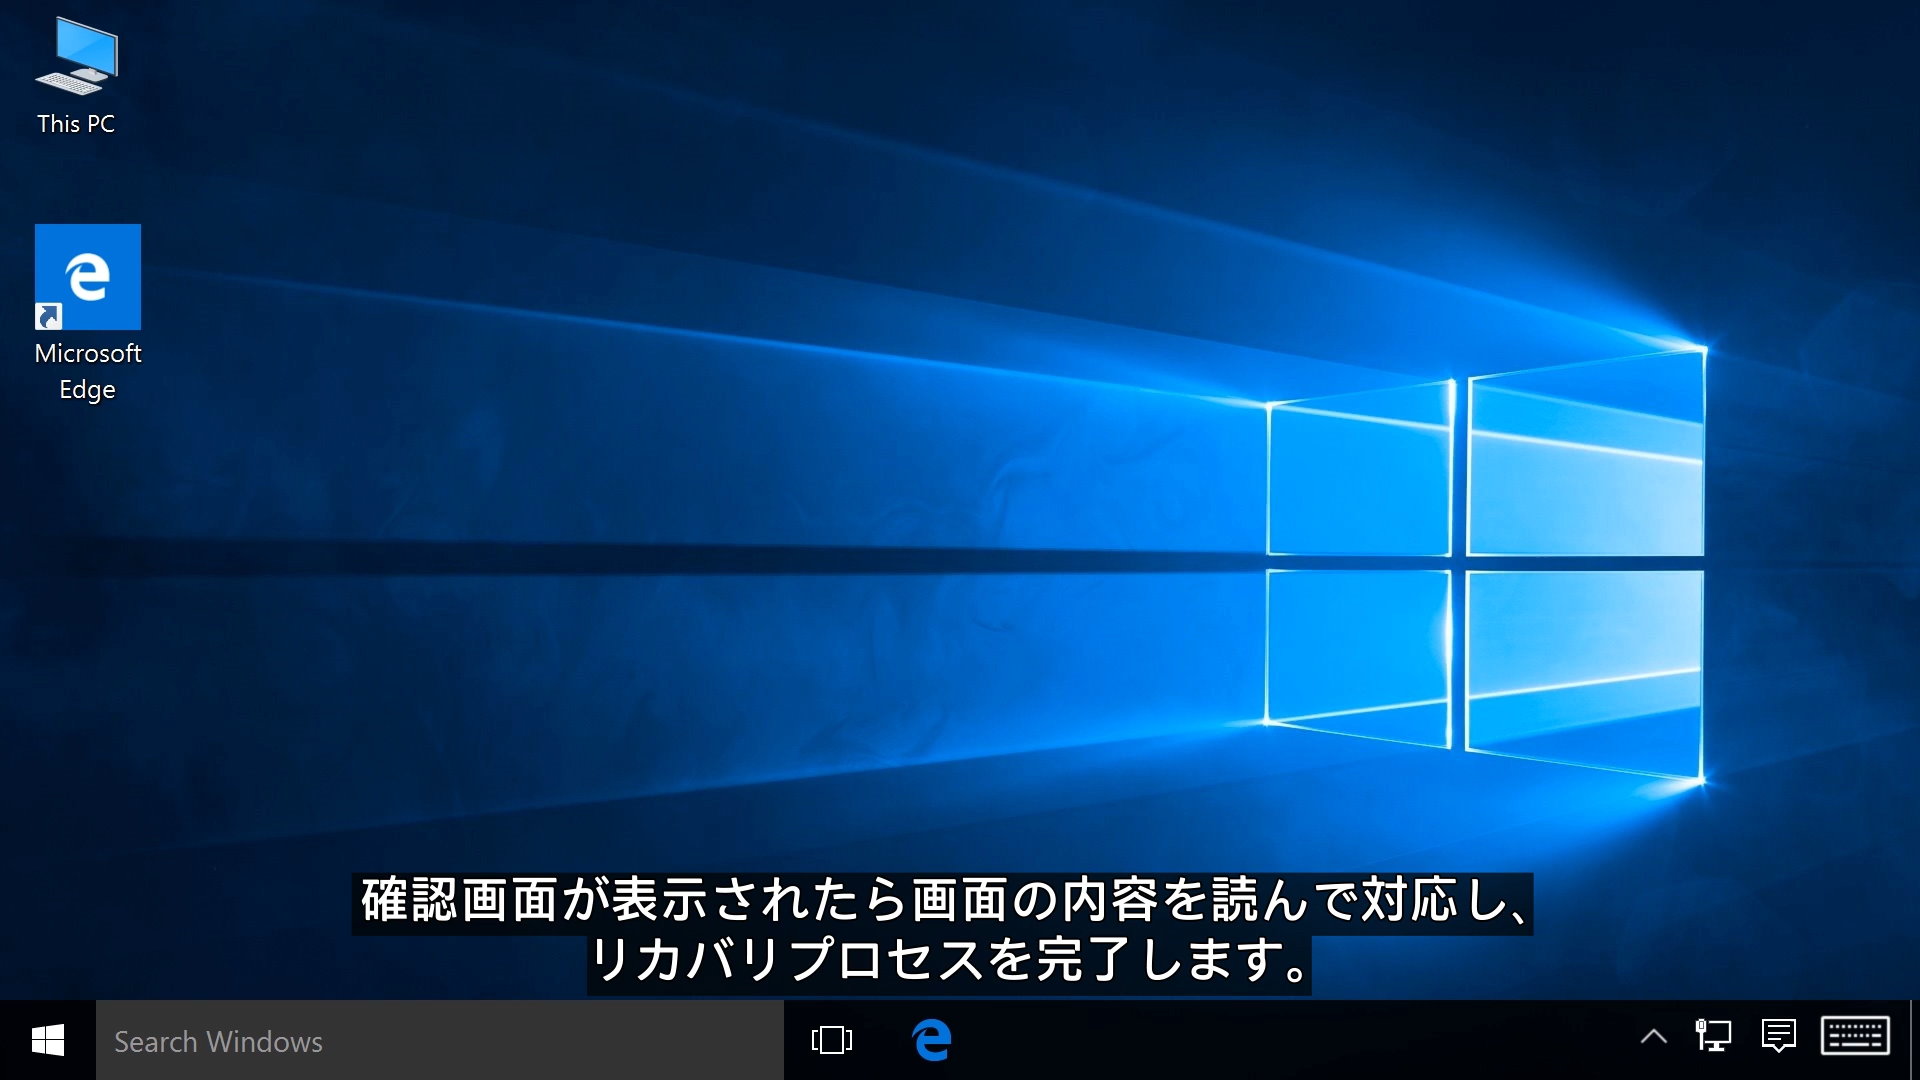 This PC
Microsoft
Edge
確認画面が表示されたら画面の内容を読んで対応し、
リカバリプロセスを完了します。
Search Windows